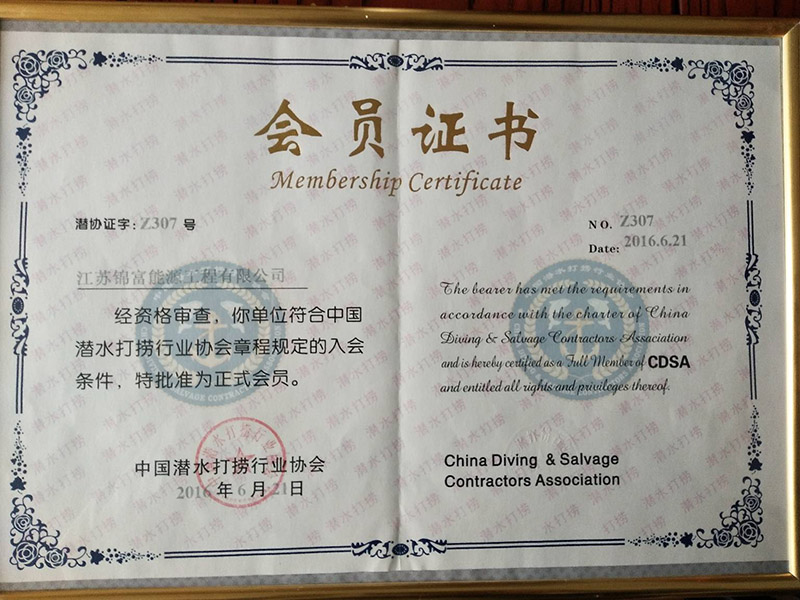 会员证书
Membership Certificate
潜协证字：Z307 号
江苏锦富能源工程有限公司
经资格审查，你单位符合中国
潜水打捞行业协会章程规定的入会
条件，特批准为正式会员。
中国潜水打捞行业协会
2016 年 6 月 21 日
NO. Z307
Date: 2016.6.21
The bearer has met the requirements in
accordance with the charter of China
Diving & Salvage Contractors Association
and is hereby certified as a Full Member of CDSA
and entitled all rights and privileges thereof.
China Diving & Salvage
Contractors Association